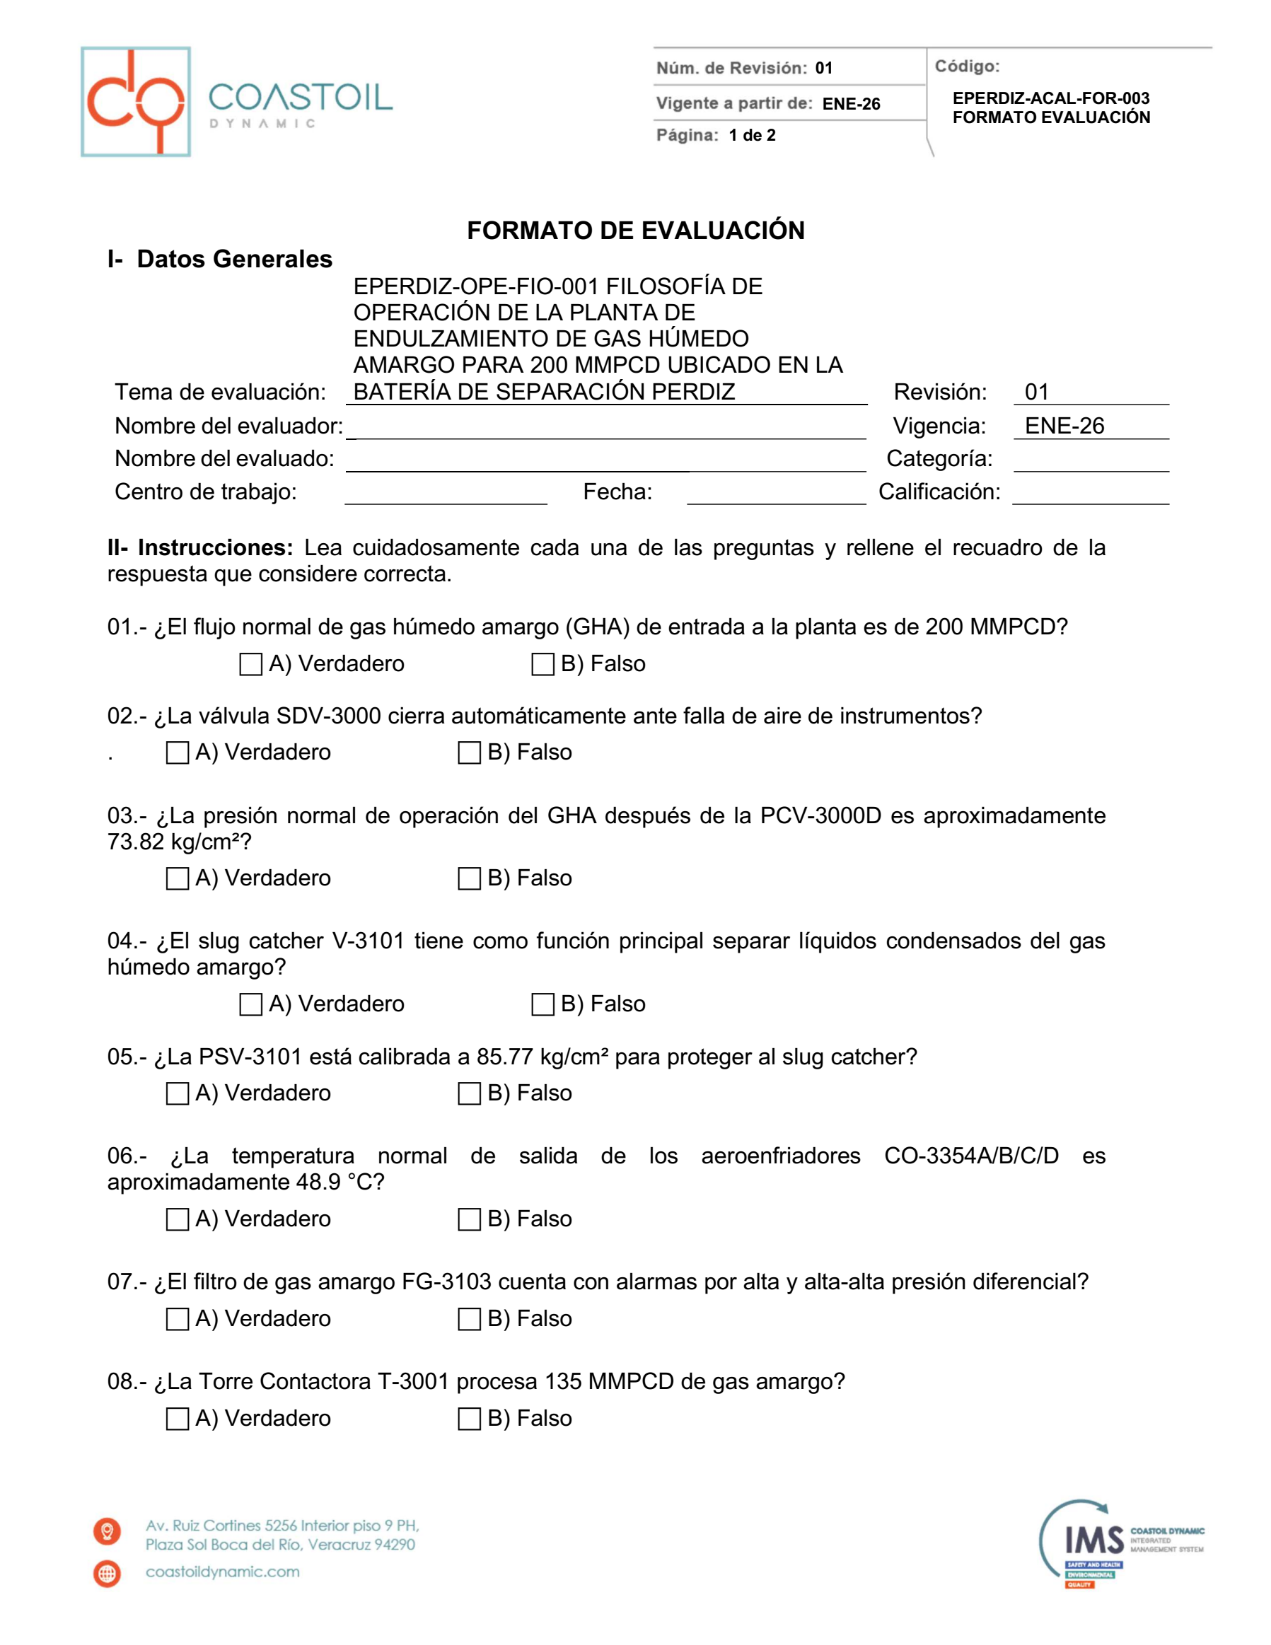 COASTOIL
DYNAMIC
Núm. de Revisión: 01
Vigente a partir de: ENE-26
Página: 1 de 2
Código:
EPERDIZ-ACAL-FOR-003
FORMATO EVALUACIÓN
FORMATO DE EVALUACIÓN
I- Datos Generales
EPERDIZ-OPE-FIO-001 FILOSOFÍA DE
OPERACIÓN DE LA PLANTA DE
ENDULZAMIENTO DE GAS HÚMEDO
AMARGO PARA 200 MMPCD UBICADO EN LA
Tema de evaluación: BATERÍA DE SEPARACIÓN PERDIZ Revisión: 01
Nombre del evaluador: Vigencia: ENE-26
Nombre del evaluado: Categoría:
Centro de trabajo: Fecha: Calificación:
II- Instrucciones: Lea cuidadosamente cada una de las preguntas y rellene el recuadro de la
respuesta que considere correcta.
01.- ¿El flujo normal de gas húmedo amargo (GHA) de entrada a la planta es de 200 MMPCD?
A) Verdadero B) Falso
02.- ¿La válvula SDV-3000 cierra automáticamente ante falla de aire de instrumentos?
. A) Verdadero B) Falso
03.- ¿La presión normal de operación del GHA después de la PCV-3000D es aproximadamente
73.82 kg/cm²?
A) Verdadero B) Falso
04.- ¿El slug catcher V-3101 tiene como función principal separar líquidos condensados del gas
húmedo amargo?
A) Verdadero B) Falso
05.- ¿La PSV-3101 está calibrada a 85.77 kg/cm² para proteger al slug catcher?
A) Verdadero B) Falso
06.- ¿La temperatura normal de salida de los aeroenfriadores CO-3354A/B/C/D es
aproximadamente 48.9 °C?
A) Verdadero B) Falso
07.- ¿El filtro de gas amargo FG-3103 cuenta con alarmas por alta y alta-alta presión diferencial?
A) Verdadero B) Falso
08.- ¿La Torre Contactora T-3001 procesa 135 MMPCD de gas amargo?
A) Verdadero B) Falso
Av. Ruiz Cortines 5256 Interior piso 9 PH,
Plaza Sol Boca del Río, Veracruz 94290
coastoildynamic.com
IMS
COASTOIL DYNAMIC
INTEGRATED
MANAGEMENT SYSTEM
SAFETY AND HEALTH
ENVIRONMENTAL
QUALITY